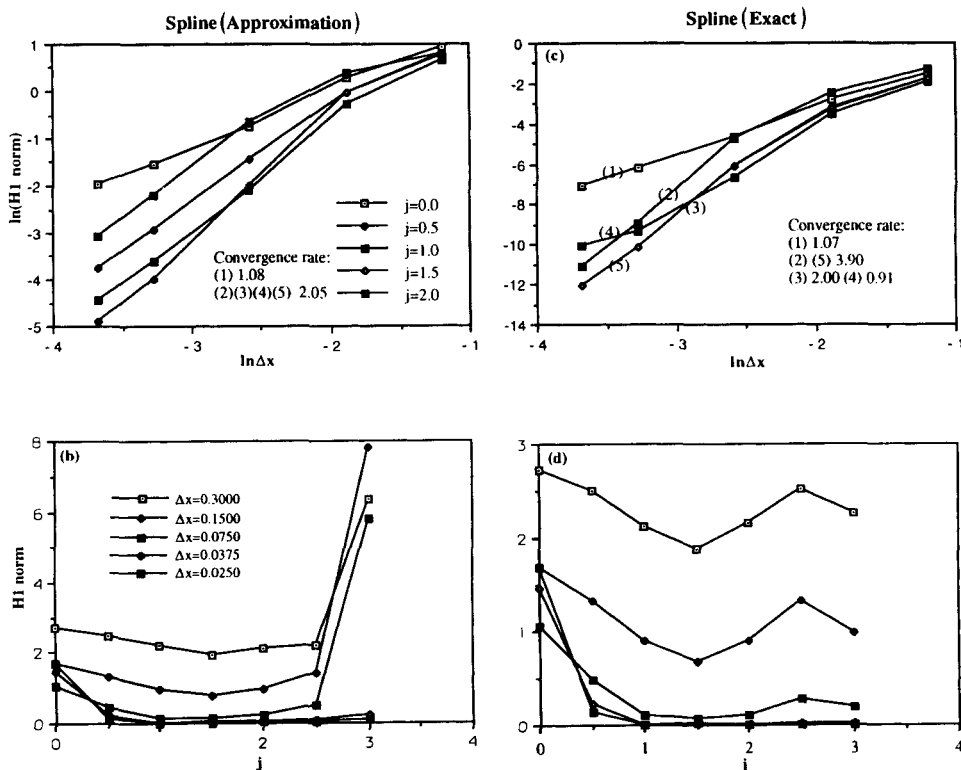 Spline (Approximation)
1
0
-1
-2
-3
-4
-5
ln(H1 norm)
j=0.0
j=0.5
j=1.0
j=1.5
j=2.0
Convergence rate:
(1) 1.08
(2)(3)(4)(5) 2.05
-4
-3
-2
-1
lnΔx
Spline (Exact)
(c)
0
-2
-4
-6
-8
-10
-12
-14
(1)
(2)
(3)
(4)
(5)
Convergence rate:
(1) 1.07
(2) (5) 3.90
(3) 2.00 (4) 0.91
-4
-3
-2
-1
lnΔx
(b)
8
6
4
2
0
H1 norm
Δx=0.3000
Δx=0.1500
Δx=0.0750
Δx=0.0375
Δx=0.0250
0
1
2
3
4
j
(d)
3
2
1
0
0
1
2
3
4
j